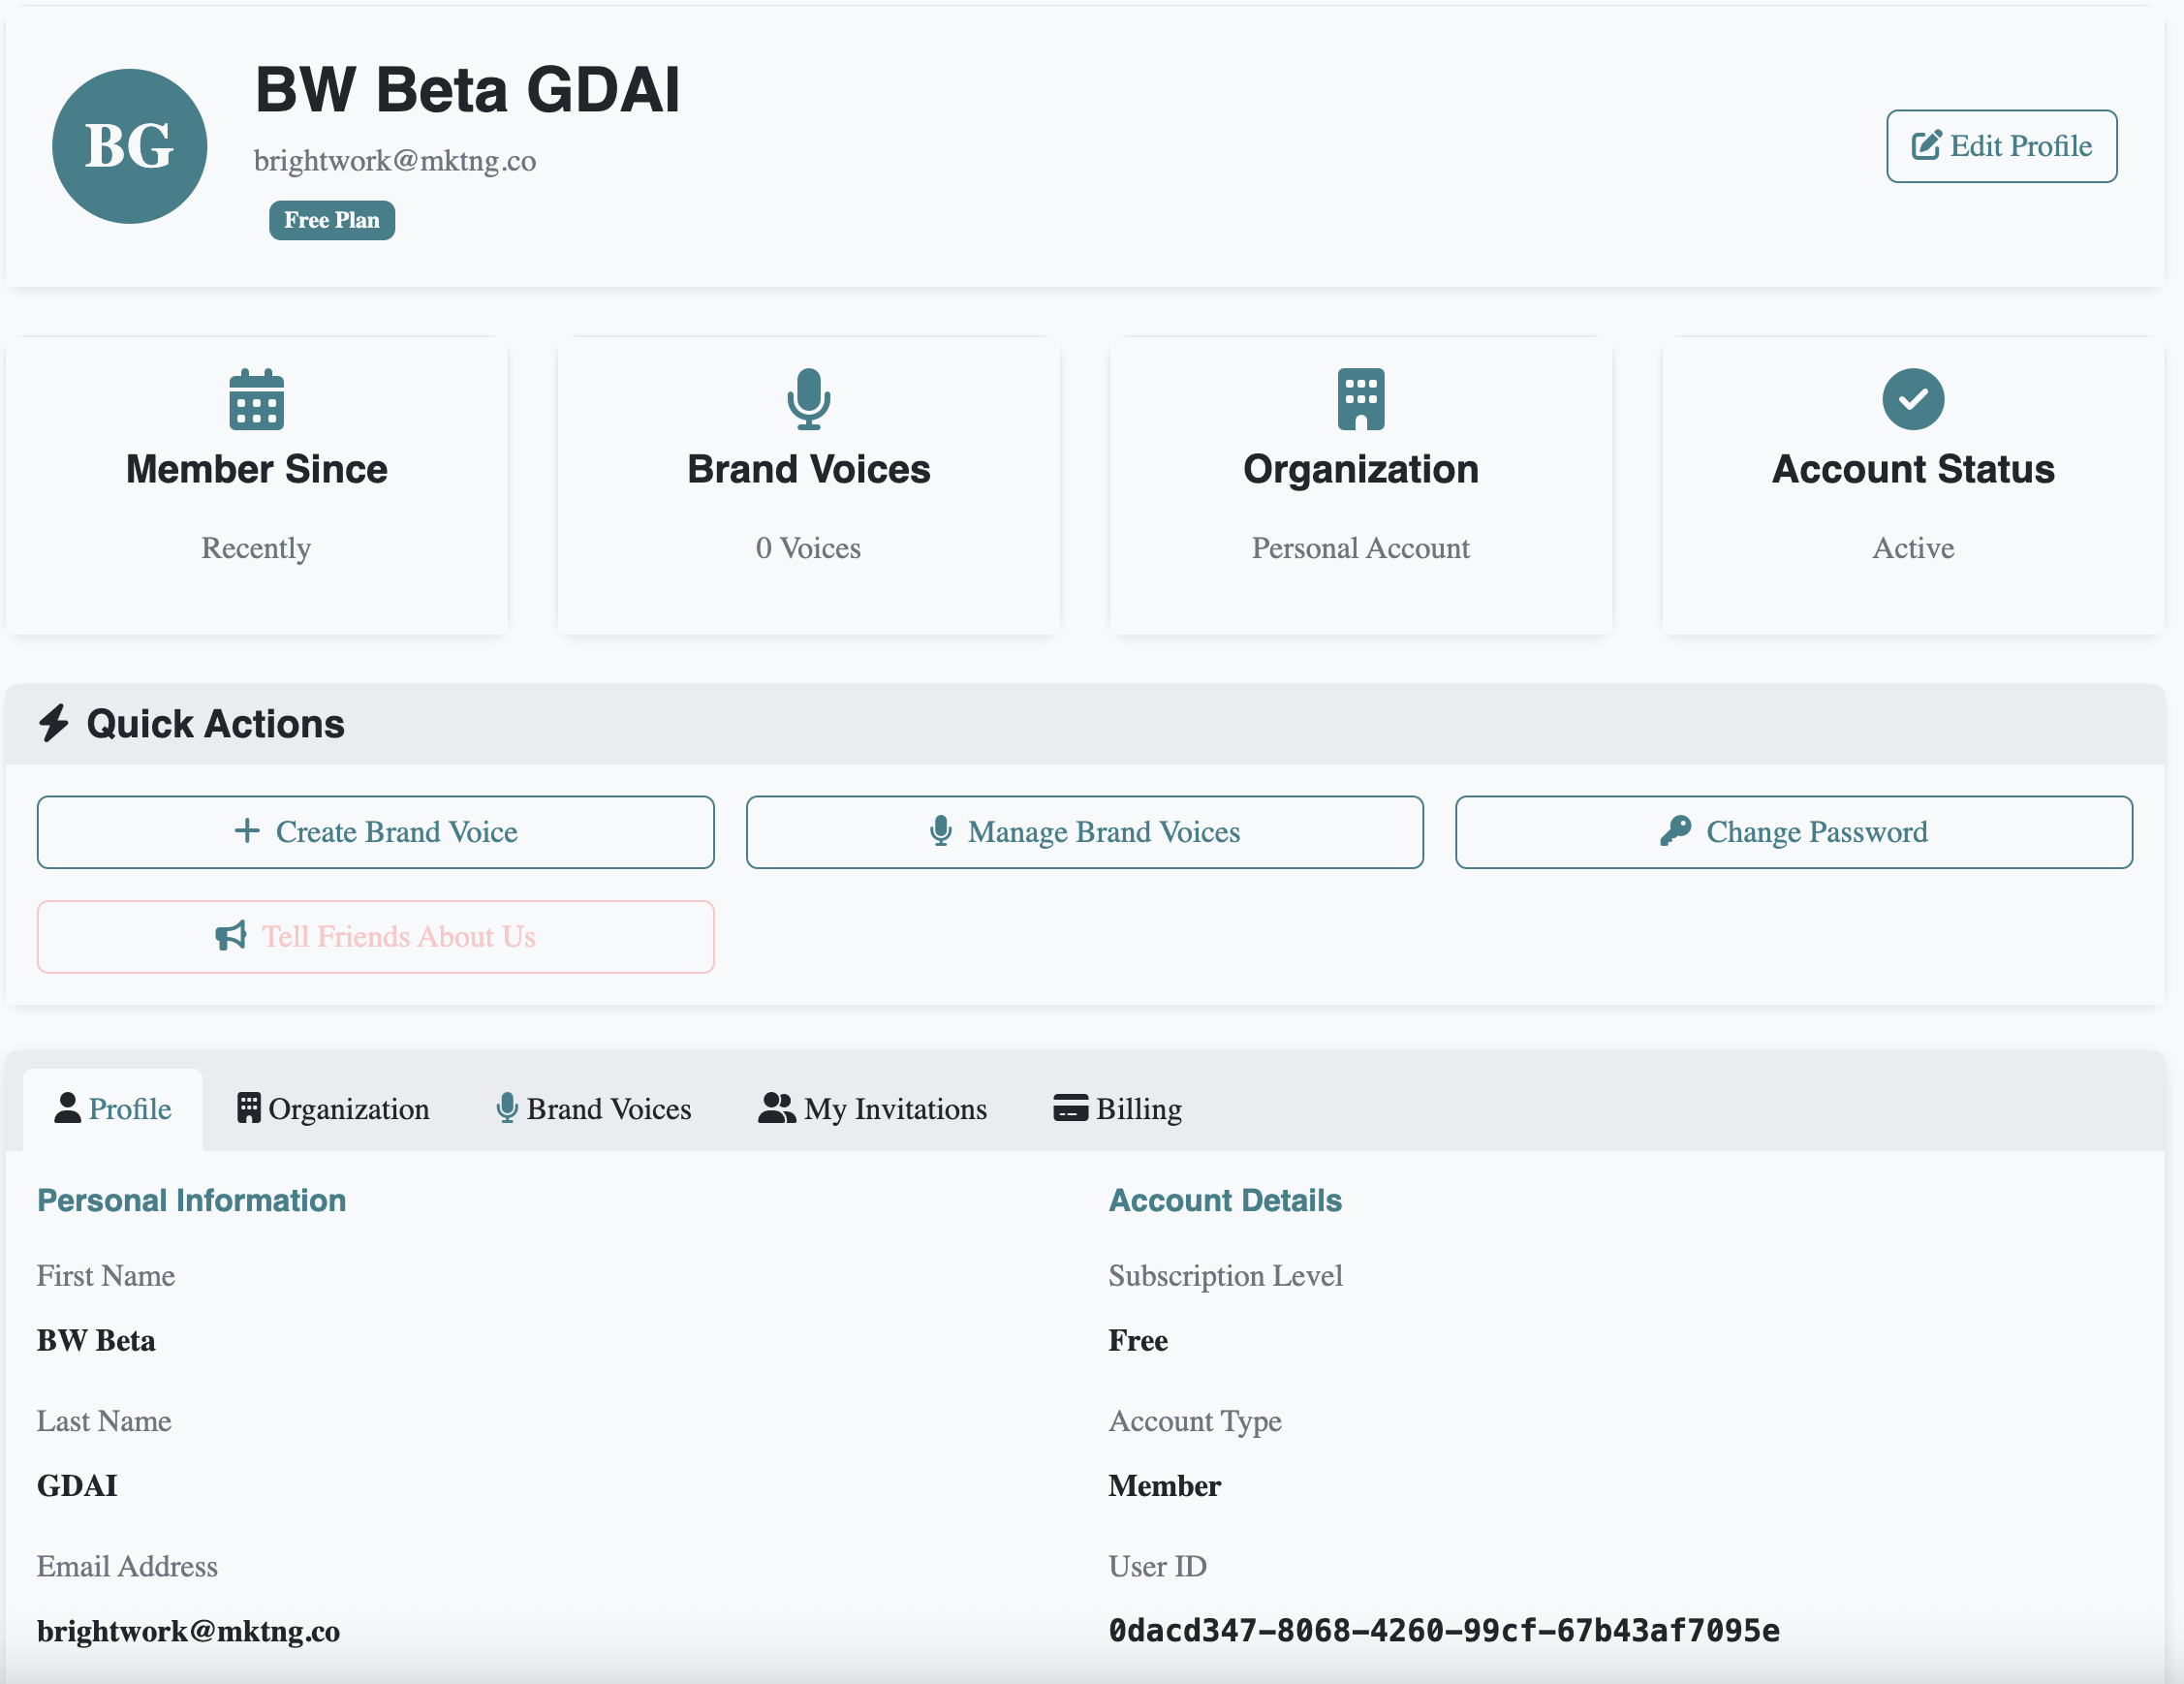 BG
BW Beta GDAI
brightwork@mktng.co
Free Plan
Edit Profile
Member Since
Recently
Brand Voices
0 Voices
Organization
Personal Account
Account Status
Active
Quick Actions
Create Brand Voice
Manage Brand Voices
Change Password
Tell Friends About Us
Profile
Organization
Brand Voices
My Invitations
Billing
Personal Information
First Name
BW Beta
Last Name
GDAI
Email Address
brightwork@mktng.co
Account Details
Subscription Level
Free
Account Type
Member
User ID
0dacd347-8068-4260-99cf-67b43af7095e